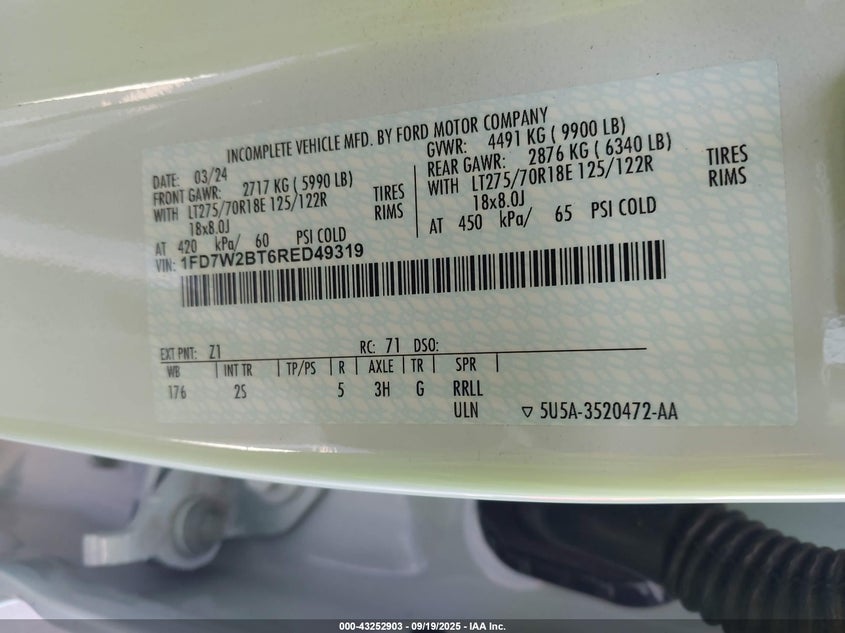 INCOMPLETE VEHICLE MFD. BY FORD MOTOR COMPANY
DATE: 03/24 GVWR: 4491 KG ( 9900 LB)
FRONT GAWR: 2717 KG ( 5990 LB) REAR GAWR: 2876 KG ( 6340 LB)
WITH LT275/70R18E 125/122R TIRES WITH LT275/70R18E 125/122R TIRES
18x8.0J RIMS 18x8.0J RIMS
AT 420 kPa/ 60 PSI COLD AT 450 kPa/ 65 PSI COLD
VIN: 1FD7W2BT6RED49319
EXT PNT: Z1 RC: 71 DSO:
WB INT TR TP/PS R AXLE TR SPR
176 2S 5 3H G RRLL
ULN ▽ 5U5A-3520472-AA
000-43252903 / 09/19/2025 - IAA Inc.